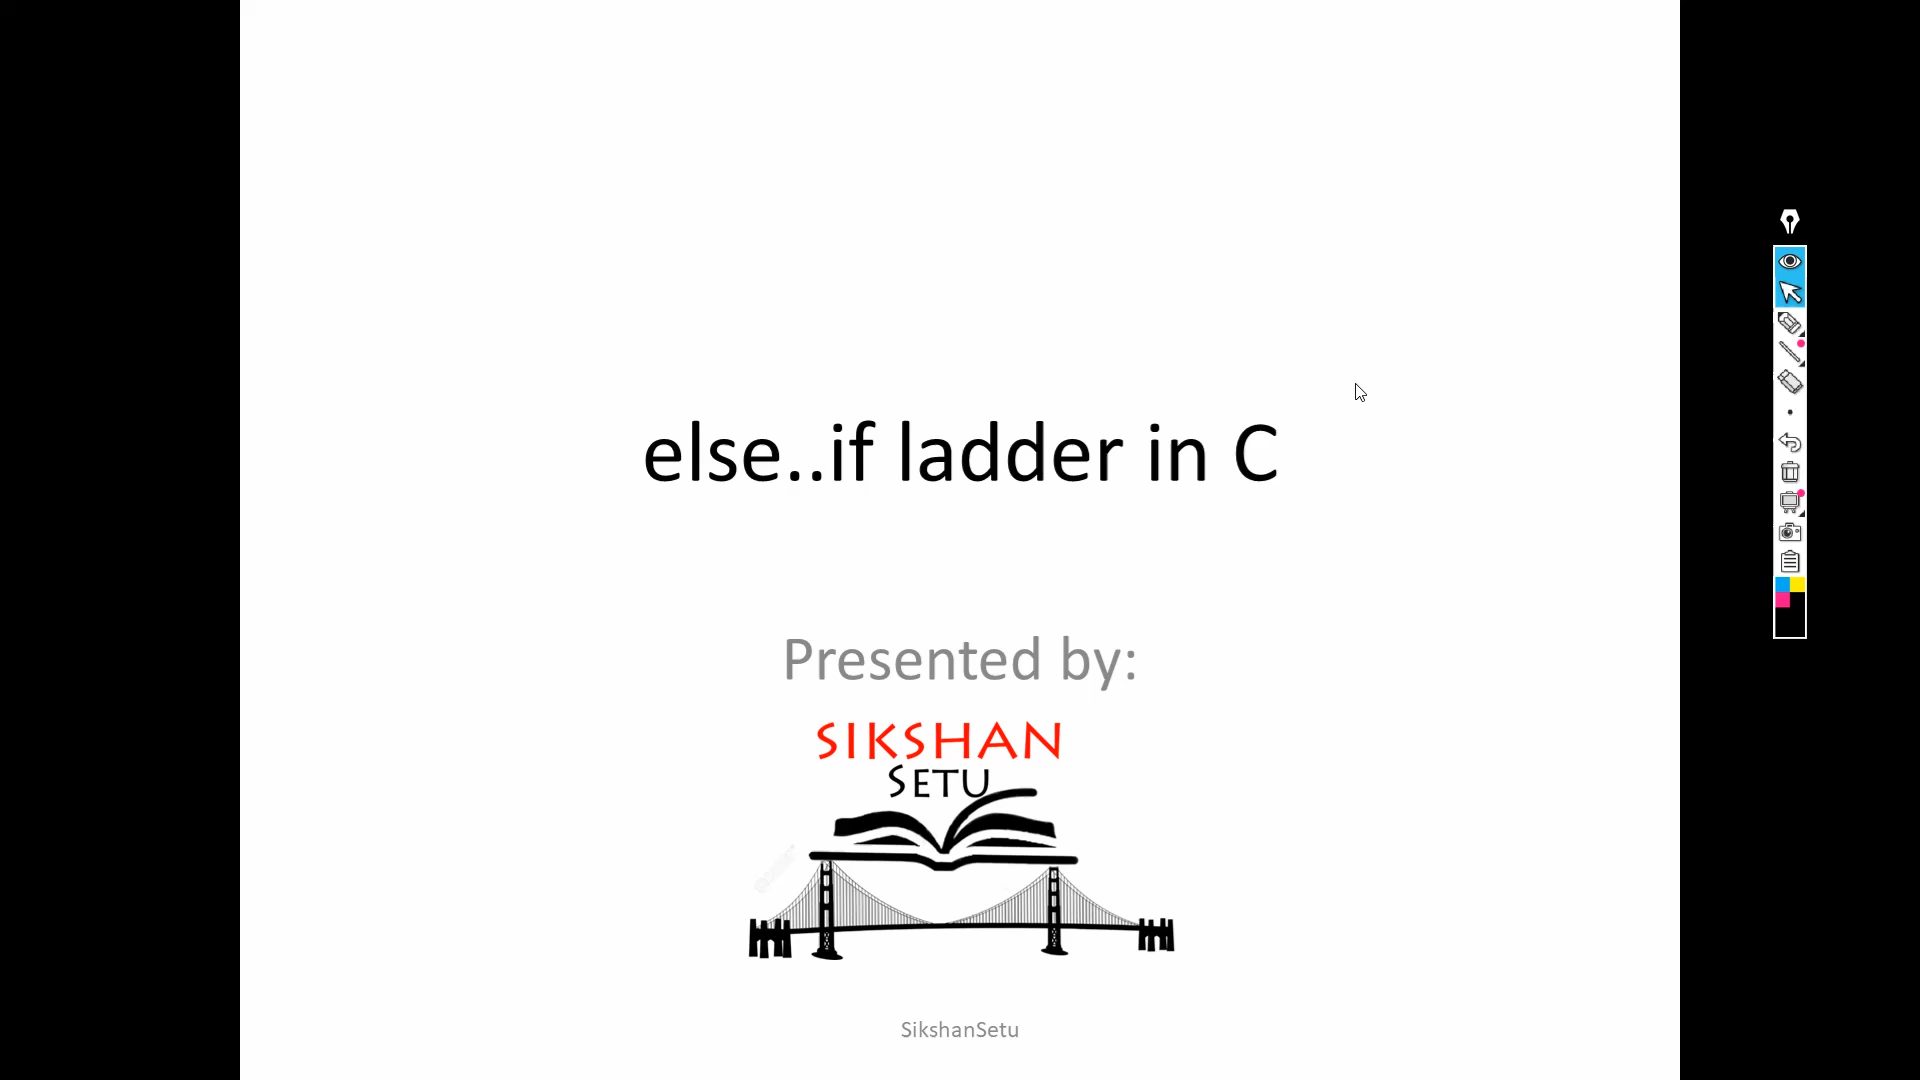 else..if ladder in C
Presented by:
SIKSHAN
SETU
SikshanSetu